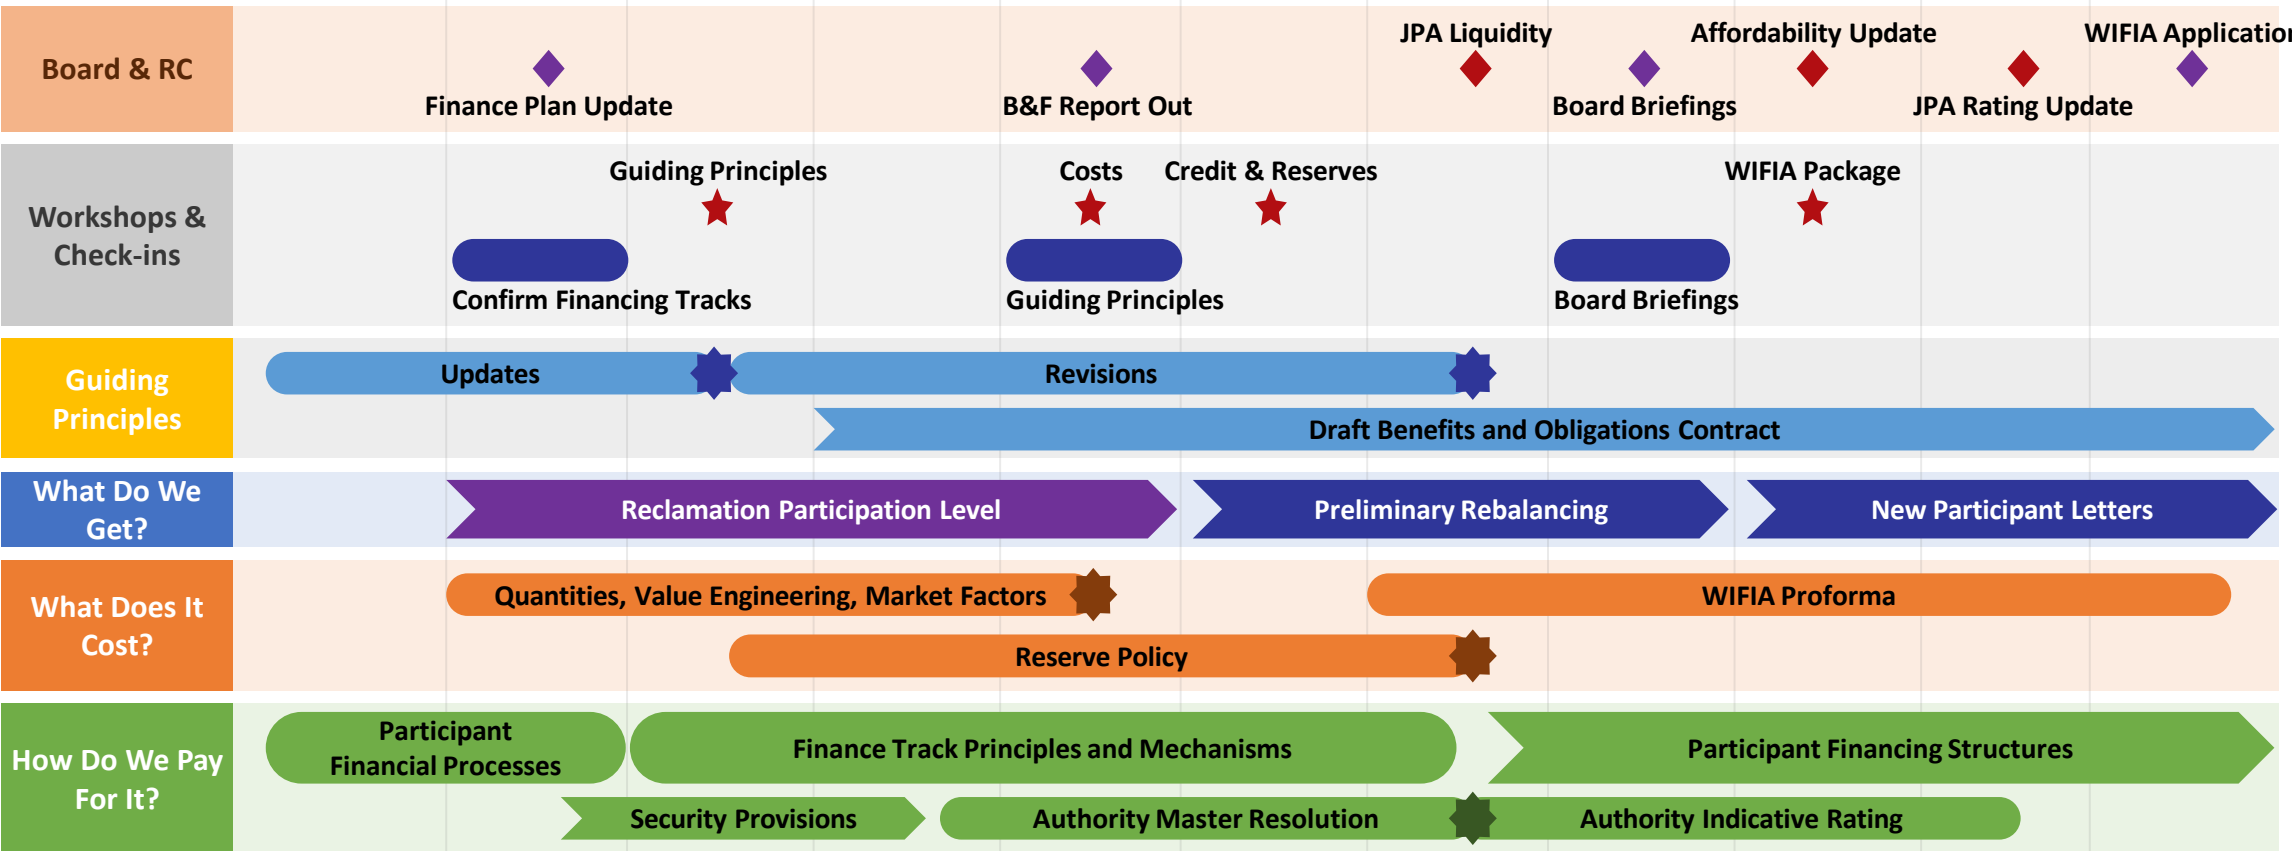 Board & RC
JPA Liquidity
Affordability Update
WIFIA Application
Finance Plan Update
B&F Report Out
Board Briefings
JPA Rating Update
Workshops &
Check-ins
Guiding Principles
Costs
Credit & Reserves
WIFIA Package
Confirm Financing Tracks
Guiding Principles
Board Briefings
Guiding
Principles
Updates
Revisions
Draft Benefits and Obligations Contract
What Do We
Get?
Reclamation Participation Level
Preliminary Rebalancing
New Participant Letters
What Does It
Cost?
Quantities, Value Engineering, Market Factors
WIFIA Proforma
Reserve Policy
How Do We Pay
For It?
Participant
Financial Processes
Finance Track Principles and Mechanisms
Participant Financing Structures
Security Provisions
Authority Master Resolution
Authority Indicative Rating